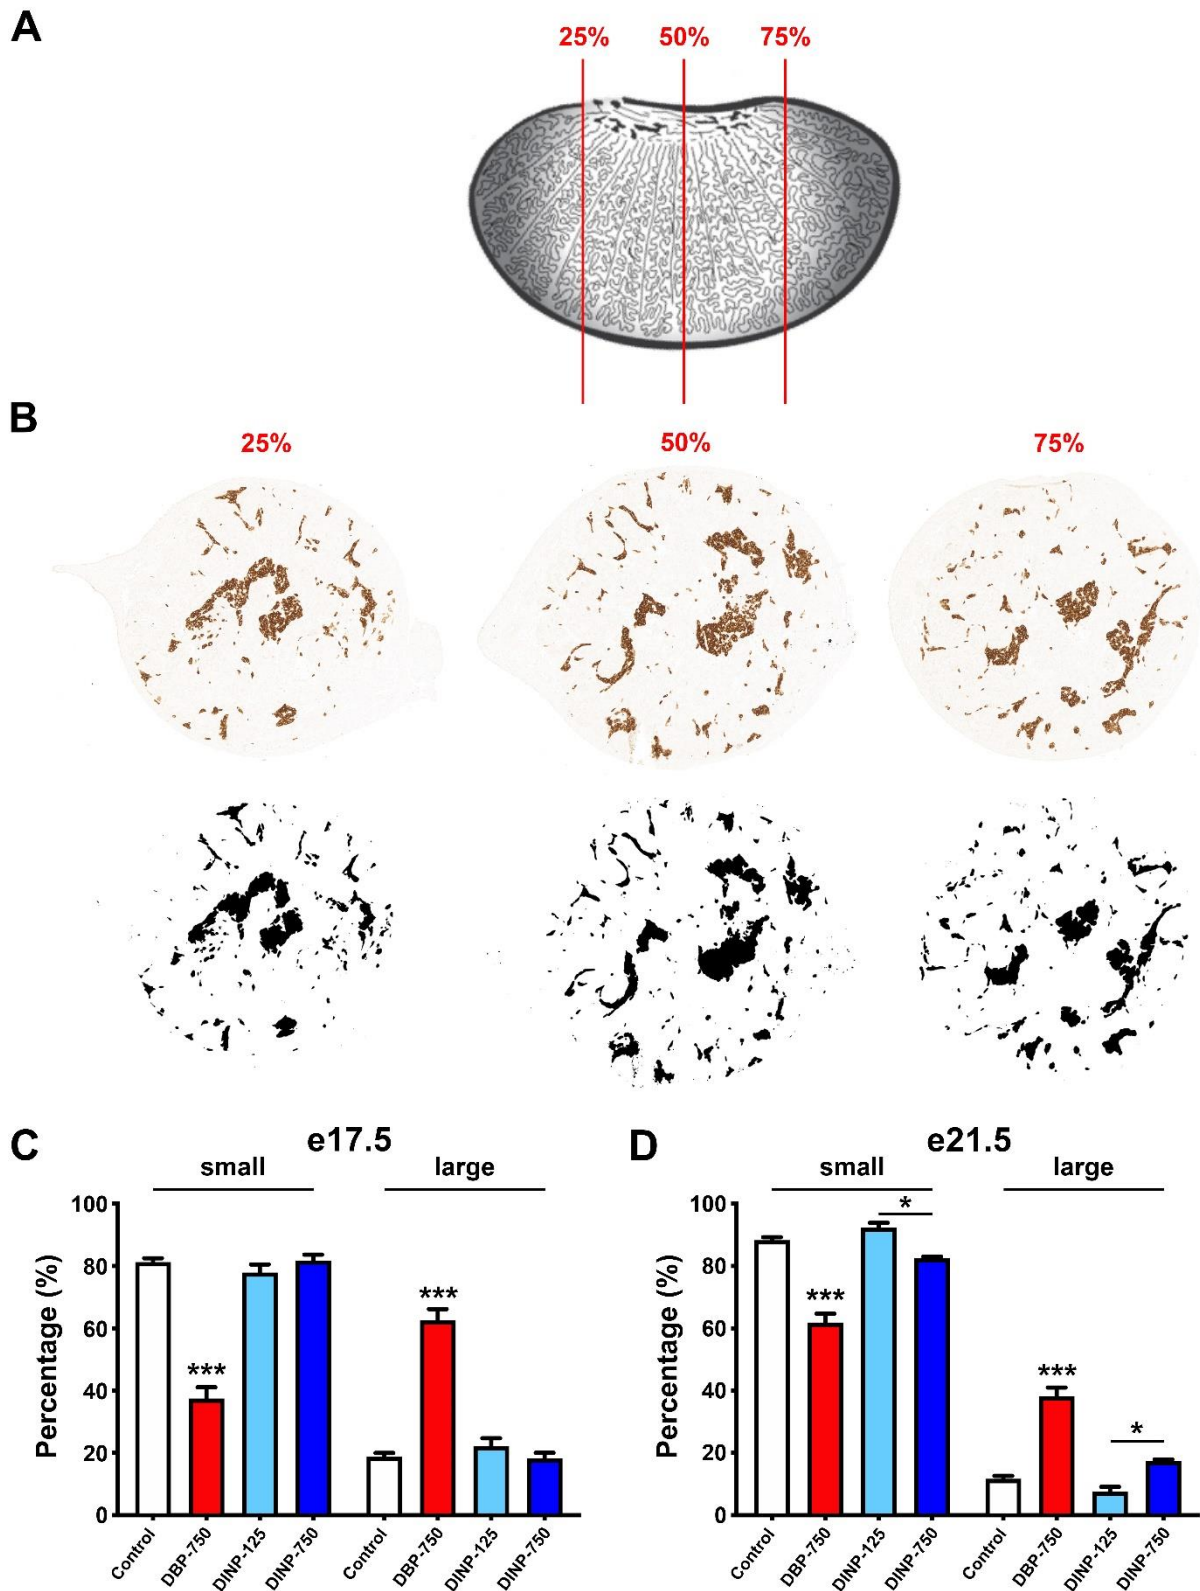 A
25% 50% 75%
B
25% 50% 75%
C e17.5
small large
***
***
Percentage (%)
100
80
60
40
20
0
Control DBP-750 DINP-125 DINP-750 Control DBP-750 DINP-125 DINP-750
D e21.5
small large
*
***
***
*
Percentage (%)
100
80
60
40
20
0
Control DBP-750 DINP-125 DINP-750 Control DBP-750 DINP-125 DINP-750